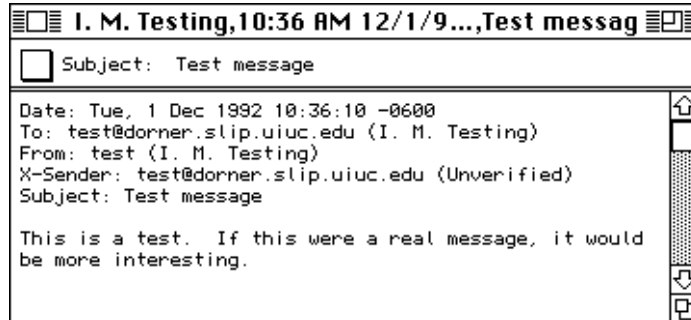 I. M. Testing,10:36 AM 12/1/9...,Test messag
Subject: Test message
Date: Tue, 1 Dec 1992 10:36:10 -0600
To: test@dorner.slip.uiuc.edu (I. M. Testing)
From: test (I. M. Testing)
X-Sender: test@dorner.slip.uiuc.edu (Unverified)
Subject: Test message
This is a test.  If this were a real message, it would
be more interesting.